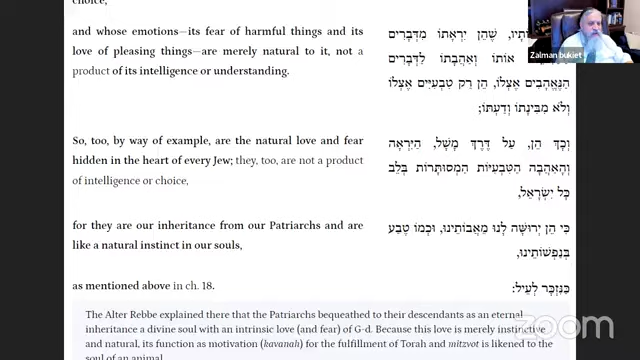 choice,
and whose emotions—its fear of harmful things and its
love of pleasing things—are merely natural to it, not a
product of its intelligence or understanding.
שֶׁהֵן יִרְאָתוֹ מִדְּבָרִים
אוֹתוֹ וְאַהֲבָתוֹ לִדְבָרִים
הַנֶּאֱהָבִים אֶצְלוֹ, הֵן רַק טִבְעִיִּים אֶצְלוֹ
וְלֹא מִבִּינָתוֹ וְדַעְתּוֹ;
So, too, by way of example, are the natural love and fear
hidden in the heart of every Jew; they, too, are not a product
of intelligence or choice,
וְכָךְ הֵן, עַל דֶּרֶךְ מָשָׁל, הַיִּרְאָה
וְהָאַהֲבָה הַטִּבְעִיּוֹת הַמְסוּתָּרוֹת בְּלֵב
כָּל יִשְׂרָאֵל,
for they are our inheritance from our Patriarchs and are
like a natural instinct in our souls,
כִּי הֵן יְרוּשָּׁה לָנוּ מֵאֲבוֹתֵינוּ, וּכְמוֹ טֶבַע
בְּנַפְשׁוֹתֵינוּ,
as mentioned above in ch. 18.
כַּנִּזְכָּר לְעֵיל:
The Alter Rebbe explained there that the Patriarchs bequeathed to their descendants as an eternal
inheritance a divine soul with an intrinsic love (and fear) of G-d. Because this love is merely instinctive
and natural, its function as motivation (kavanah) for the fulfillment of Torah and mitzvot is likened to the
soul of an animal.
Zalman bukiet
zoom